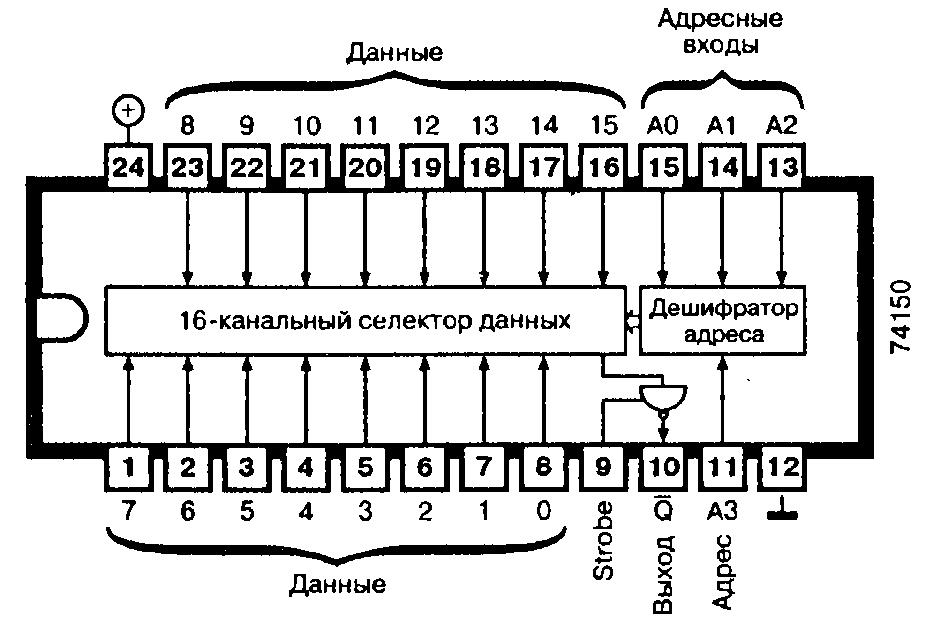 Адресные
входы
Данные
8 9 10 11 12 13 14 15 A0 A1 A2
24 23 22 21 20 19 18 17 16 15 14 13
16-канальный селектор данных
Дешифратор
адреса
74150
1 2 3 4 5 6 7 8 9 10 11 12
7 6 5 4 3 2 1 0 Strobe Выход Q̅ Адрес A3
Данные